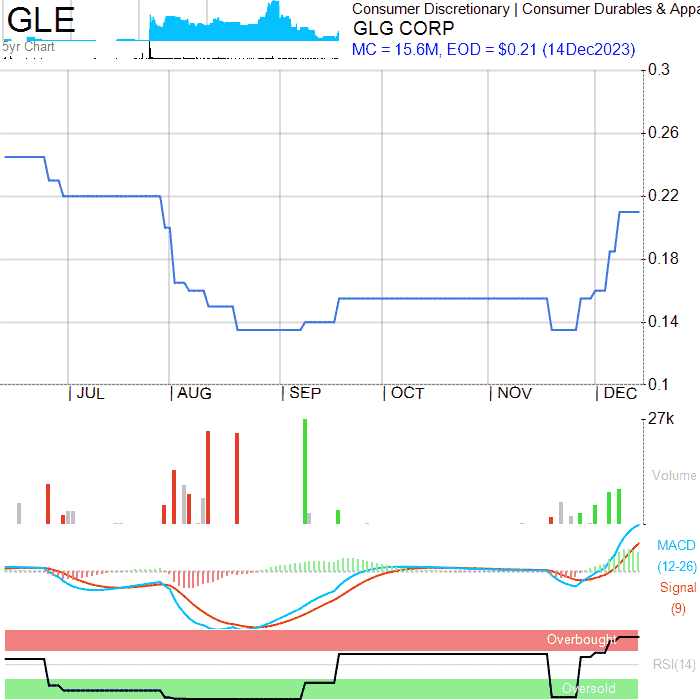 GLE
5yr Chart
Consumer Discretionary | Consumer Durables & Appa
GLG CORP
MC = 15.6M, EOD = $0.21 (14Dec2023)
0.3
0.26
0.22
0.18
0.14
0.1
JUL AUG SEP OCT NOV DEC
27k
Volume
MACD
(12-26)
Signal
(9)
Overbought
RSI(14)
Oversold